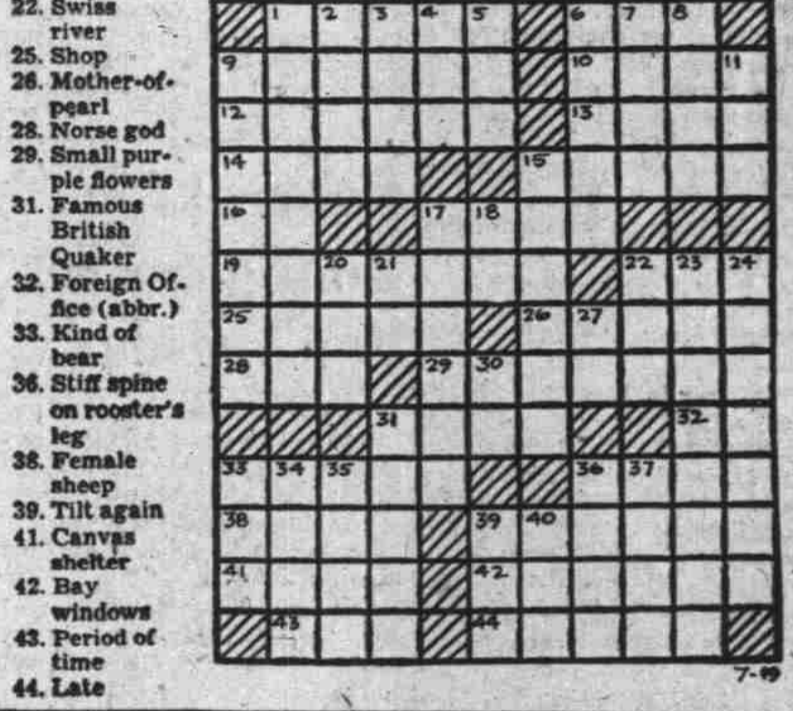 22. Swiss
river
25. Shop
26. Mother-of-
pearl
28. Norse god
29. Small pur-
ple flowers
31. Famous
British
Quaker
32. Foreign Of-
fice (abbr.)
33. Kind of
bear
36. Stiff spine
on rooster's
leg
38. Female
sheep
39. Tilt again
41. Canvas
shelter
42. Bay
windows
43. Period of
time
44. Late
1 2 3 4 5 6 7 8
9 10 11
12 13
14 15
16 17 18
19 20 21 22 23 24
25 26 27
28 29 30
31 32
33 34 35 36 37
38 39 40
41 42
43 44
7-19